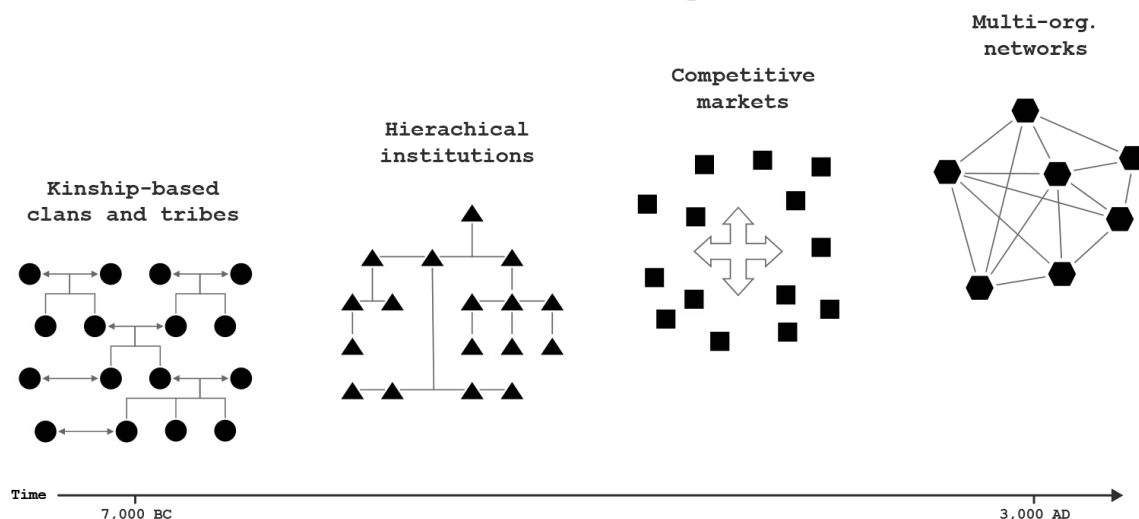 Multi-org.
networks
Competitive
markets
Hierachical
institutions
Kinship-based
clans and tribes
Time
7,000 BC
3,000 AD